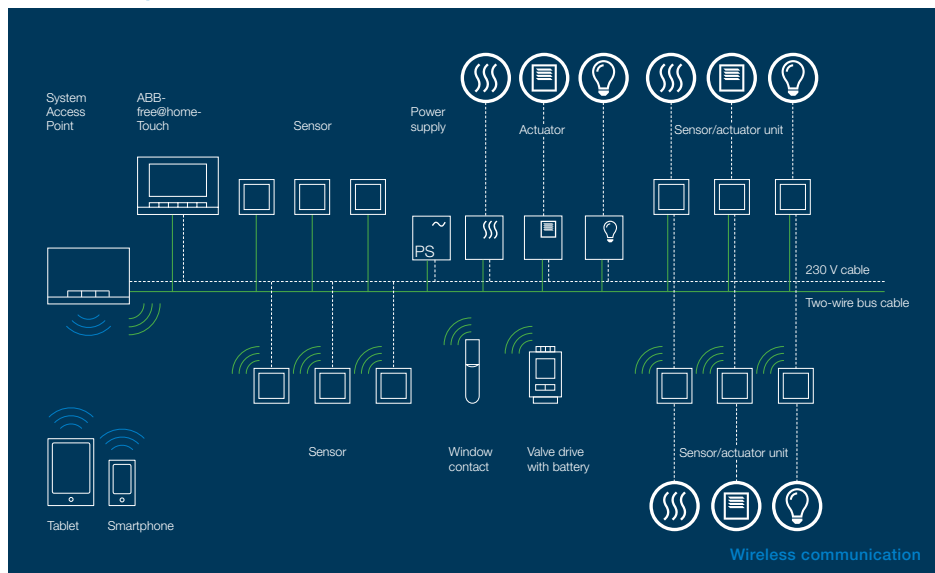 System
Access
Point
ABB-
free@home-
Touch
Sensor
Power
supply
Actuator
Sensor/actuator unit
PS
230 V cable
Two-wire bus cable
Sensor
Window
contact
Valve drive
with battery
Sensor/actuator unit
Tablet
Smartphone
Wireless communication